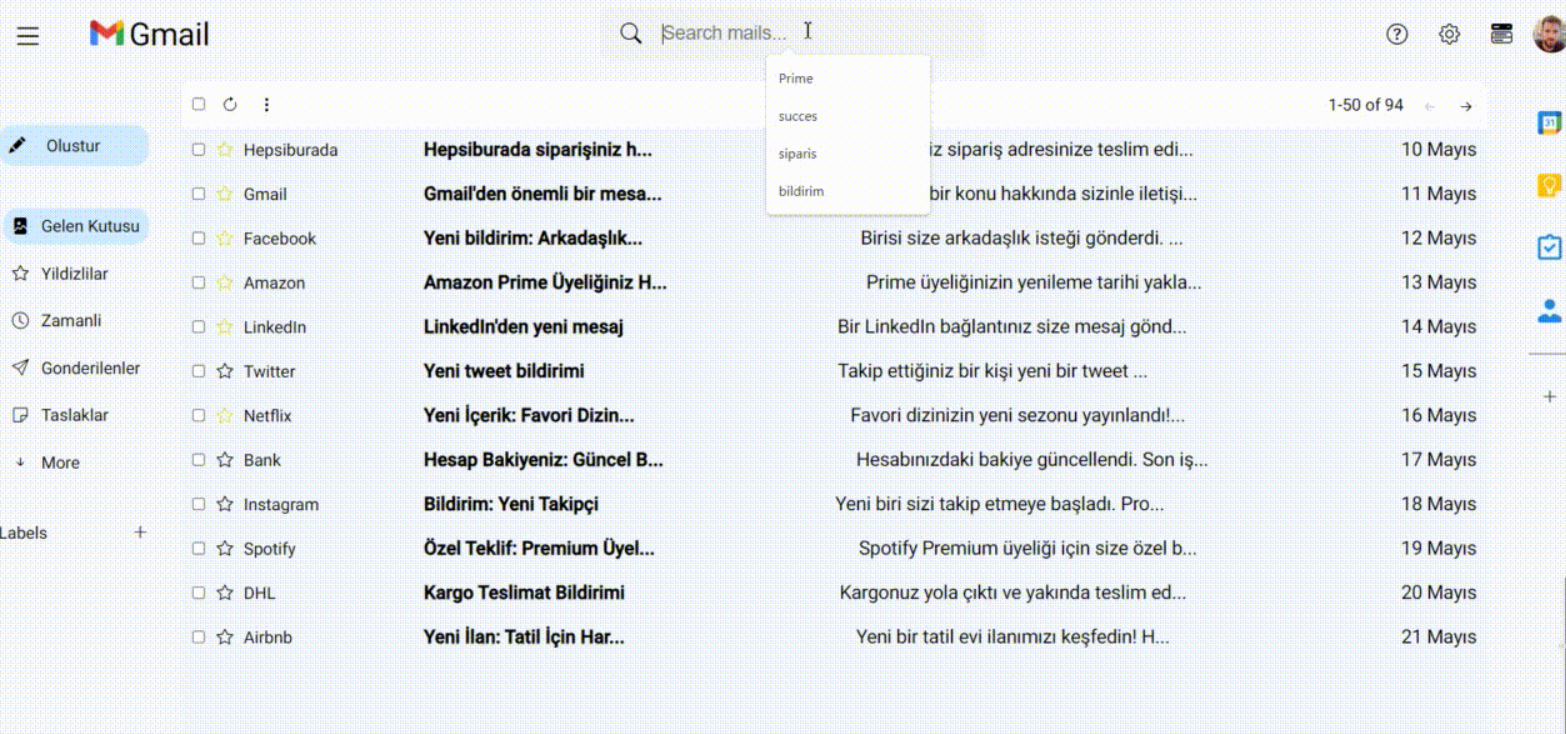 Gmail
Search mails...
Prime
succes
siparis
bildirim
1-50 of 94
Olustur
Gelen Kutusu
Yildizlilar
Zamanli
Gonderilenler
Taslaklar
More
Labels
Hepsiburada Hepsiburada siparişiniz h... iz sipariş adresinize teslim edi... 10 Mayıs
Gmail Gmail'den önemli bir mesa... bir konu hakkında sizinle iletişi... 11 Mayıs
Facebook Yeni bildirim: Arkadaşlık... Birisi size arkadaşlık isteği gönderdi. ... 12 Mayıs
Amazon Amazon Prime Üyeliğiniz H... Prime üyeliğinizin yenileme tarihi yakla... 13 Mayıs
LinkedIn LinkedIn'den yeni mesaj Bir LinkedIn bağlantınız size mesaj gönd... 14 Mayıs
Twitter Yeni tweet bildirimi Takip ettiğiniz bir kişi yeni bir tweet ... 15 Mayıs
Netflix Yeni İçerik: Favori Dizin... Favori dizinizin yeni sezonu yayınlandı!... 16 Mayıs
Bank Hesap Bakiyeniz: Güncel B... Hesabınızdaki bakiye güncellendi. Son iş... 17 Mayıs
Instagram Bildirim: Yeni Takipçi Yeni biri sizi takip etmeye başladı. Pro... 18 Mayıs
Spotify Özel Teklif: Premium Üyel... Spotify Premium üyeliği için size özel b... 19 Mayıs
DHL Kargo Teslimat Bildirimi Kargonuz yola çıktı ve yakında teslim ed... 20 Mayıs
Airbnb Yeni İlan: Tatil İçin Har... Yeni bir tatil evi ilanımızı keşfedin! H... 21 Mayıs
31